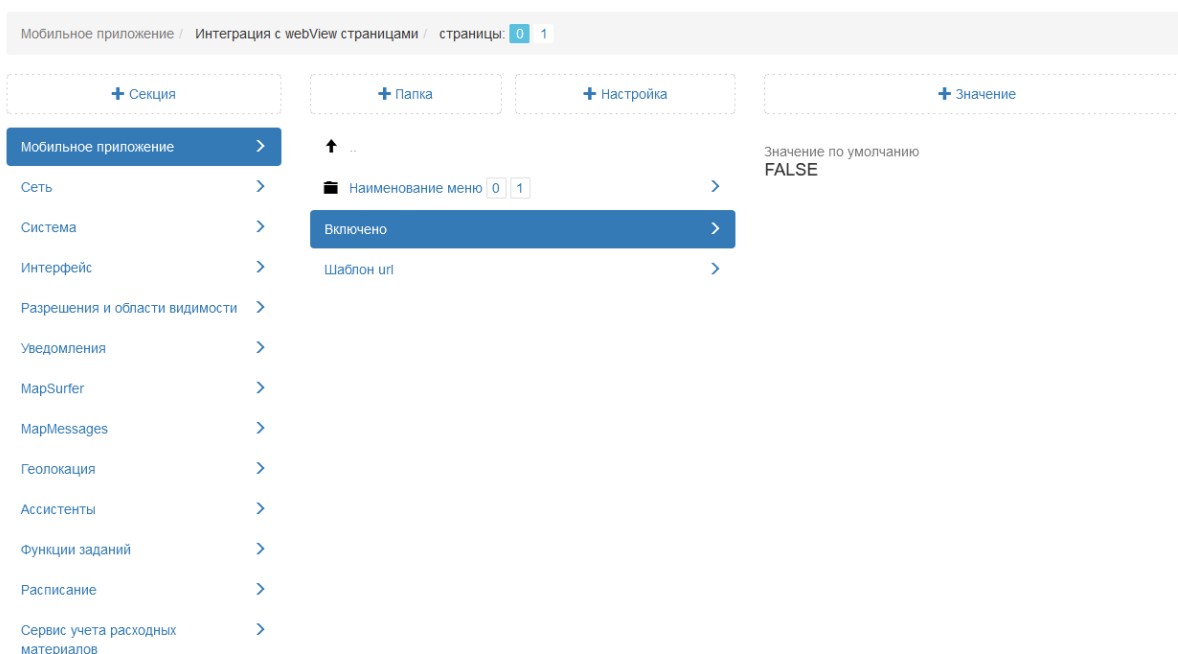 Мобильное приложение / Интеграция с webView страницами / страницы: 0 1
+ Секция
+ Папка
+ Настройка
+ Значение
Мобильное приложение
Сеть
Система
Интерфейс
Разрешения и области видимости
Уведомления
MapSurfer
MapMessages
Геолокация
Ассистенты
Функции заданий
Расписание
Сервис учета расходных
материалов
..
Наименование меню 0 1
Включено
Шаблон url
Значение по умолчанию
FALSE